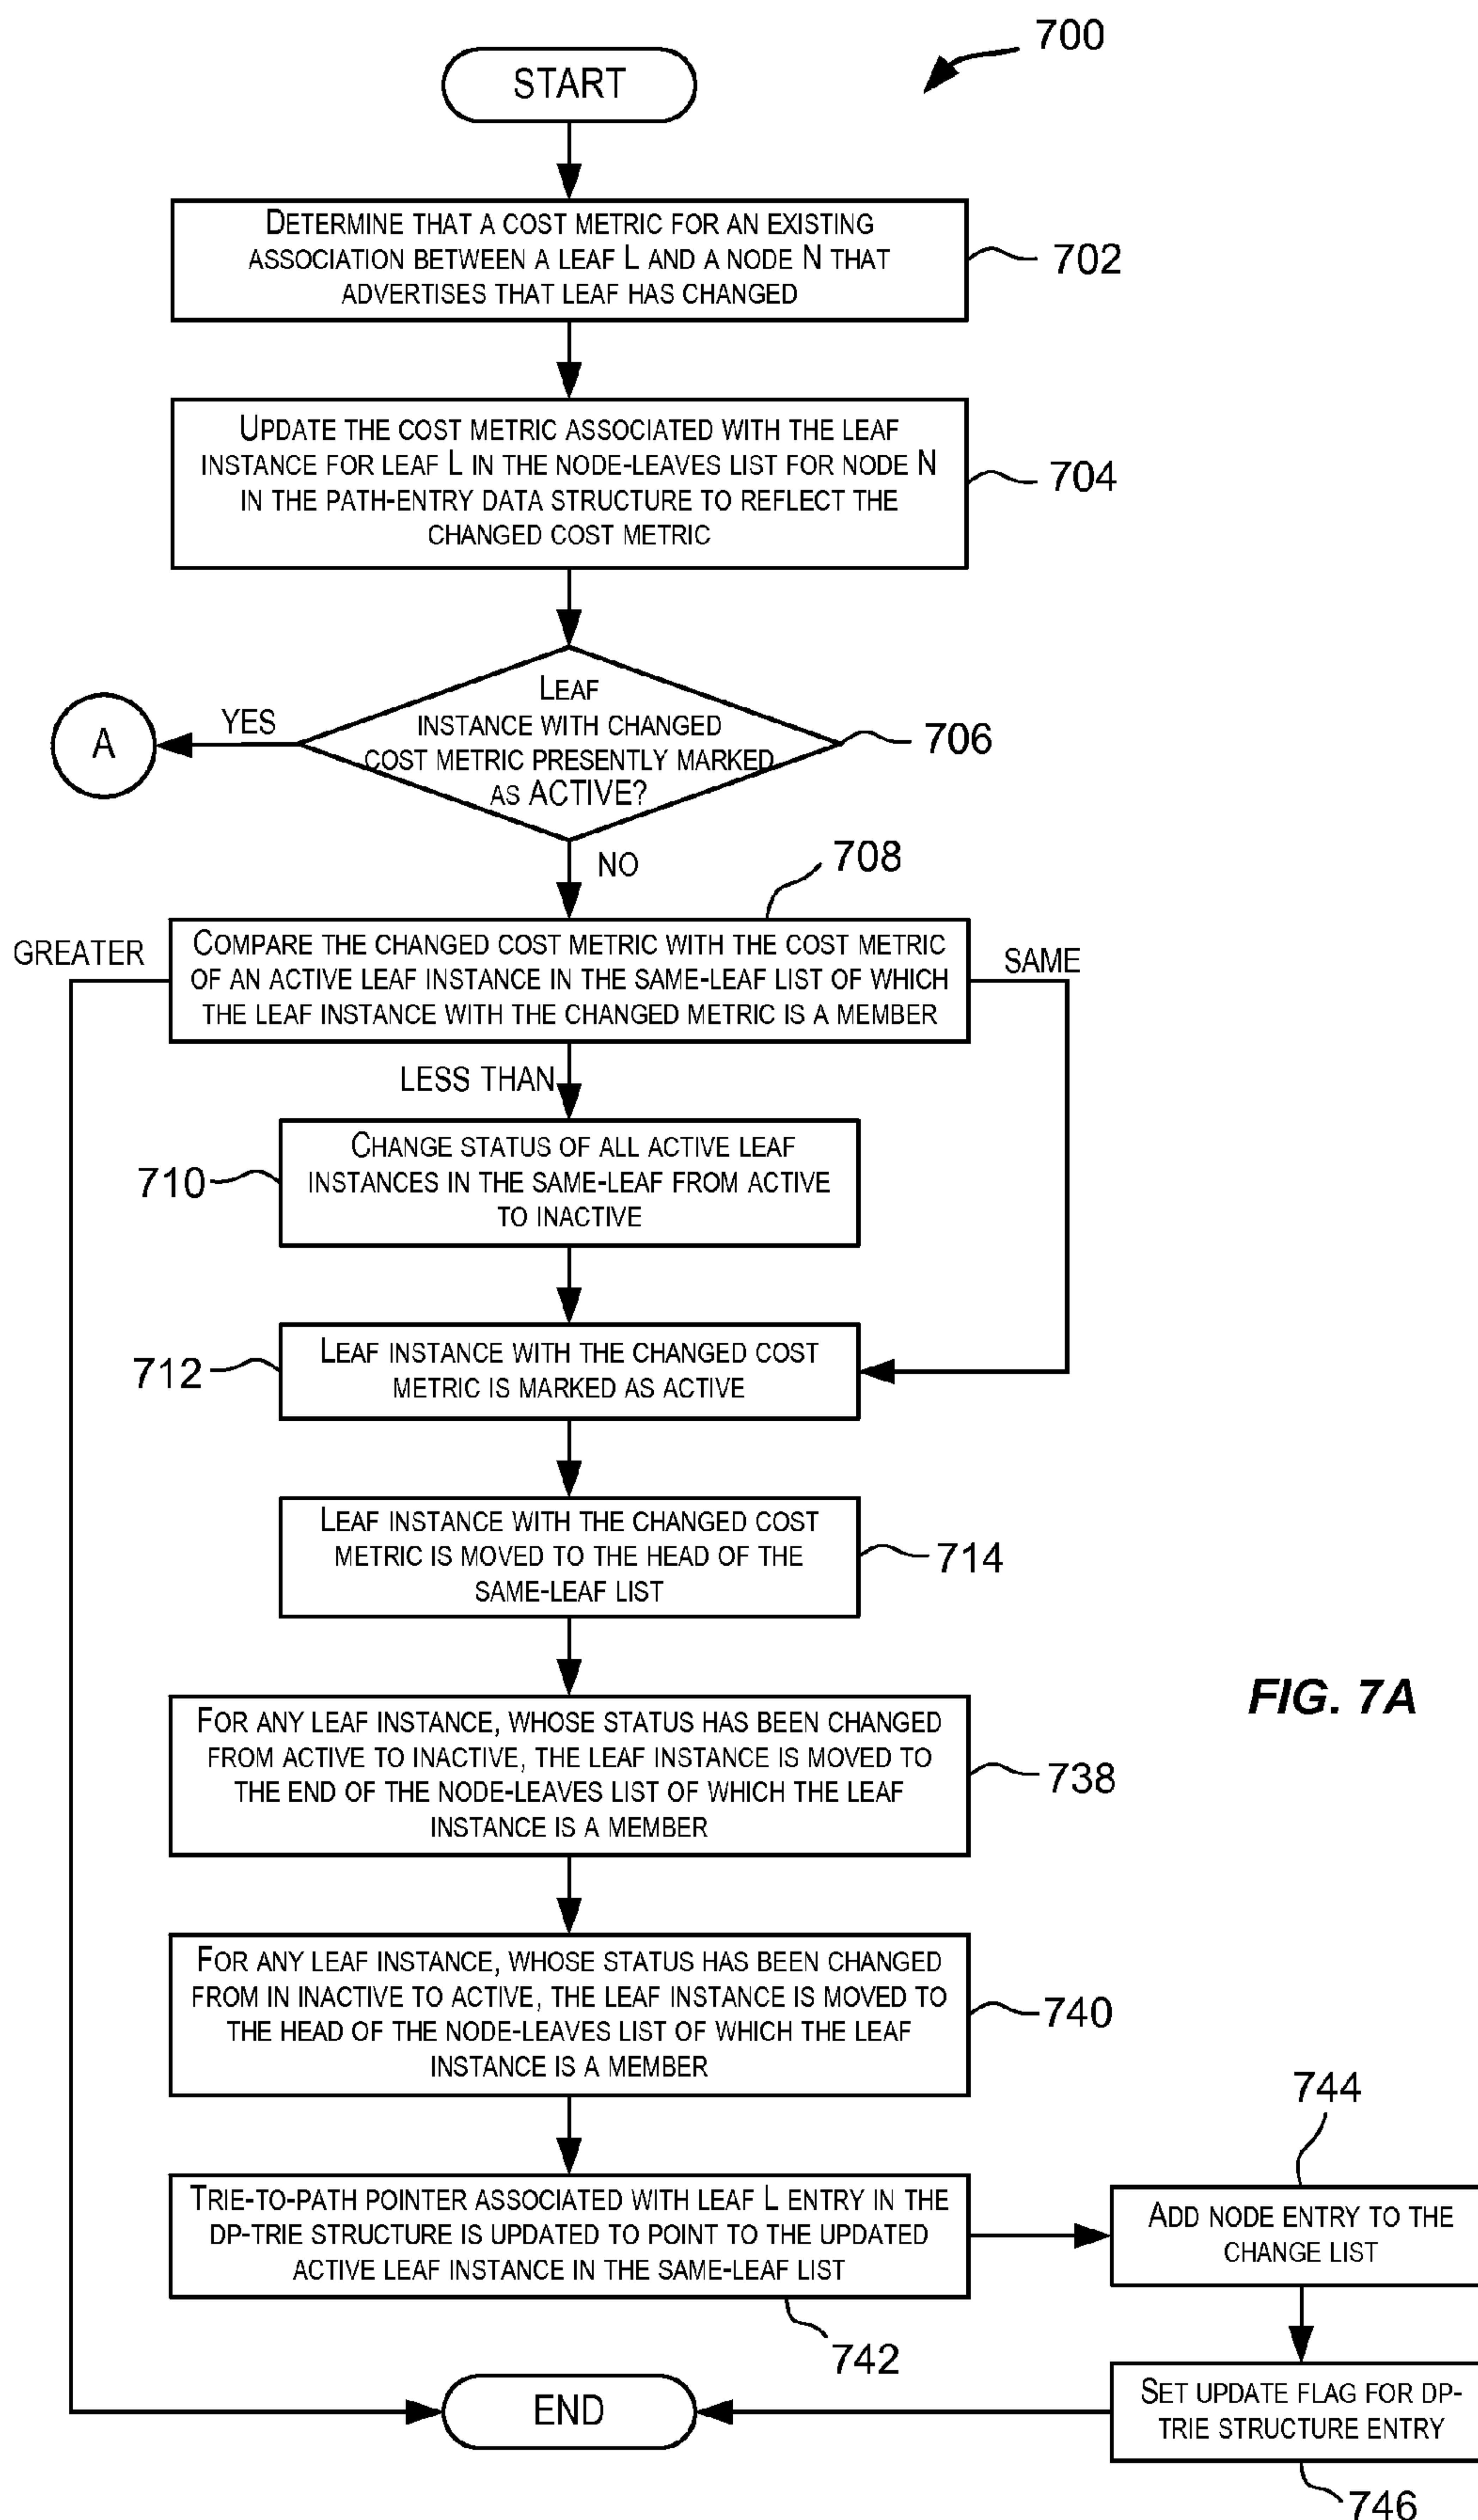 700
START
DETERMINE THAT A COST METRIC FOR AN EXISTING
ASSOCIATION BETWEEN A LEAF L AND A NODE N THAT
ADVERTISES THAT LEAF HAS CHANGED
702
UPDATE THE COST METRIC ASSOCIATED WITH THE LEAF
INSTANCE FOR LEAF L IN THE NODE-LEAVES LIST FOR NODE N
IN THE PATH-ENTRY DATA STRUCTURE TO REFLECT THE
CHANGED COST METRIC
704
LEAF
INSTANCE WITH CHANGED
COST METRIC PRESENTLY MARKED
AS ACTIVE?
706
YES
A
NO
708
GREATER
COMPARE THE CHANGED COST METRIC WITH THE COST METRIC
OF AN ACTIVE LEAF INSTANCE IN THE SAME-LEAF LIST OF WHICH
THE LEAF INSTANCE WITH THE CHANGED METRIC IS A MEMBER
SAME
LESS THAN
CHANGE STATUS OF ALL ACTIVE LEAF
INSTANCES IN THE SAME-LEAF FROM ACTIVE
TO INACTIVE
710
LEAF INSTANCE WITH THE CHANGED COST
METRIC IS MARKED AS ACTIVE
712
LEAF INSTANCE WITH THE CHANGED COST
METRIC IS MOVED TO THE HEAD OF THE
SAME-LEAF LIST
714
FIG. 7A
FOR ANY LEAF INSTANCE, WHOSE STATUS HAS BEEN CHANGED
FROM ACTIVE TO INACTIVE, THE LEAF INSTANCE IS MOVED TO
THE END OF THE NODE-LEAVES LIST OF WHICH THE LEAF
INSTANCE IS A MEMBER
738
FOR ANY LEAF INSTANCE, WHOSE STATUS HAS BEEN CHANGED
FROM IN INACTIVE TO ACTIVE, THE LEAF INSTANCE IS MOVED TO
THE HEAD OF THE NODE-LEAVES LIST OF WHICH THE LEAF
INSTANCE IS A MEMBER
740
TRIE-TO-PATH POINTER ASSOCIATED WITH LEAF L ENTRY IN THE
DP-TRIE STRUCTURE IS UPDATED TO POINT TO THE UPDATED
ACTIVE LEAF INSTANCE IN THE SAME-LEAF LIST
742
744
ADD NODE ENTRY TO THE
CHANGE LIST
SET UPDATE FLAG FOR DP-
TRIE STRUCTURE ENTRY
746
END